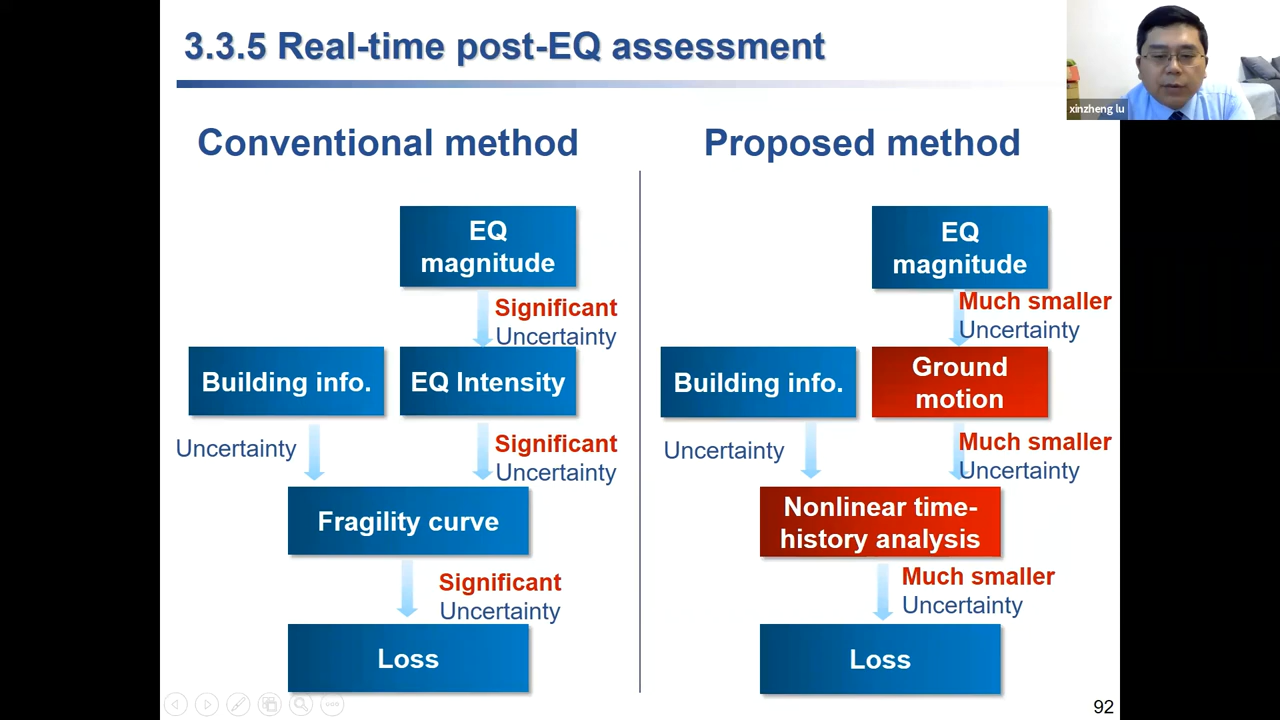 3.3.5 Real-time post-EQ assessment
xinzheng lu
Conventional method
EQ
magnitude
Significant
Uncertainty
Building info.
EQ Intensity
Uncertainty
Significant
Uncertainty
Fragility curve
Significant
Uncertainty
Loss
Proposed method
EQ
magnitude
Much smaller
Uncertainty
Building info.
Ground
motion
Uncertainty
Much smaller
Uncertainty
Nonlinear time-
history analysis
Much smaller
Uncertainty
Loss
92